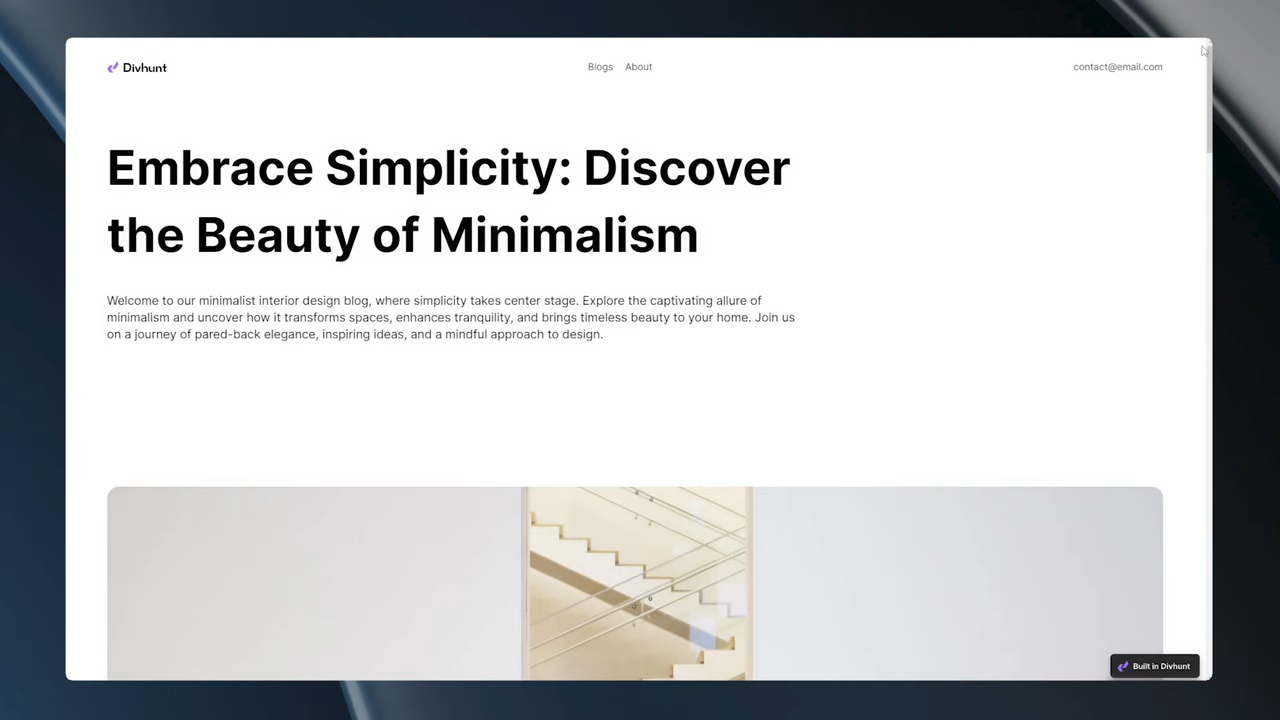 Divhunt
Blogs About
contact@email.com
Embrace Simplicity: Discover
the Beauty of Minimalism
Welcome to our minimalist interior design blog, where simplicity takes center stage. Explore the captivating allure of
minimalism and uncover how it transforms spaces, enhances tranquility, and brings timeless beauty to your home. Join us
on a journey of pared-back elegance, inspiring ideas, and a mindful approach to design.
Built in Divhunt